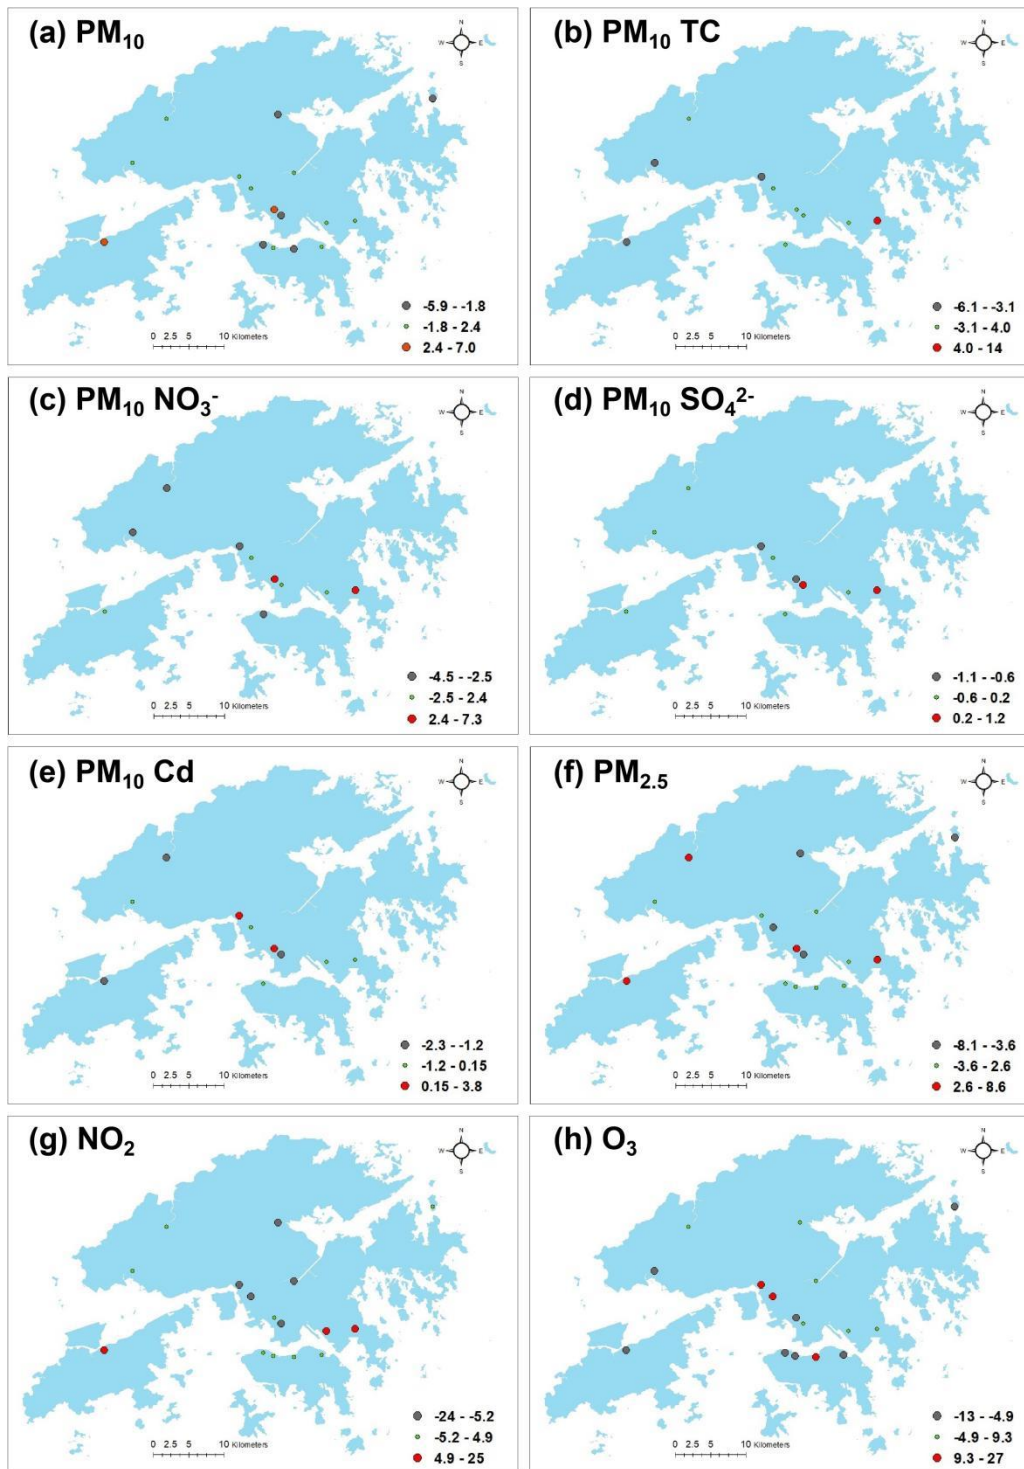 (a) PM₁₀
N
W E
S
-5.9 - -1.8
-1.8 - 2.4
2.4 - 7.0
0 2.5 5 10 Kilometers
(b) PM₁₀ TC
N
W E
S
-6.1 - -3.1
-3.1 - 4.0
4.0 - 14
0 2.5 5 10 Kilometers
(c) PM₁₀ NO₃⁻
N
W E
S
-4.5 - -2.5
-2.5 - 2.4
2.4 - 7.3
0 2.5 5 10 Kilometers
(d) PM₁₀ SO₄²⁻
N
W E
S
-1.1 - -0.6
-0.6 - 0.2
0.2 - 1.2
0 2.5 5 10 Kilometers
(e) PM₁₀ Cd
N
W E
S
-2.3 - -1.2
-1.2 - 0.15
0.15 - 3.8
0 2.5 5 10 Kilometers
(f) PM₂.₅
N
W E
S
-8.1 - -3.6
-3.6 - 2.6
2.6 - 8.6
0 2.5 5 10 Kilometers
(g) NO₂
N
W E
S
-24 - -5.2
-5.2 - 4.9
4.9 - 25
0 2.5 5 10 Kilometers
(h) O₃
N
W E
S
-13 - -4.9
-4.9 - 9.3
9.3 - 27
0 2.5 5 10 Kilometers